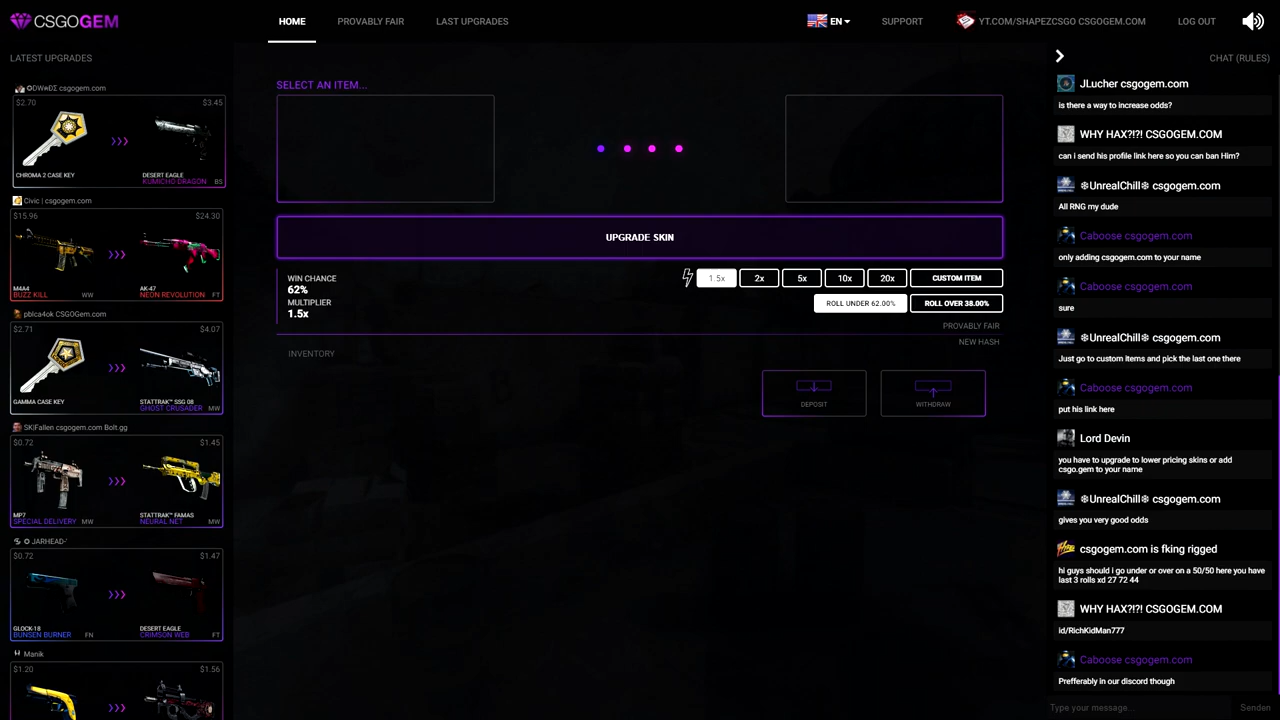 CSGOGEM
HOME
PROVABLY FAIR
LAST UPGRADES
EN
SUPPORT
YT.COM/SHAPEZCSGO CSGOGEM.COM
LOG OUT
LATEST UPGRADES
csgogem.com
$2.70 $3.45
CHROMA 2 CASE KEY
DESERT EAGLE
KUMICHO DRAGON BS
Civic | csgogem.com
$15.96 $24.30
M4A4
BUZZ KILL WW
AK-47
NEON REVOLUTION FT
pblca4ok CSGOGem.com
$2.71 $4.07
GAMMA CASE KEY
STATTRAK™ SSG 08
GHOST CRUSADER MW
SK|Fallen csgogem.com Bolt.gg
$0.72 $1.45
MP7
SPECIAL DELIVERY MW
STATTRAK™ FAMAS
NEURAL NET MW
JARHEAD-'
$0.72 $1.47
GLOCK-18
BUNSEN BURNER FN
DESERT EAGLE
CRIMSON WEB FT
Manik
$1.20 $1.56
SELECT AN ITEM...
UPGRADE SKIN
WIN CHANCE
62%
MULTIPLIER
1.5x
1.5x 2x 5x 10x 20x CUSTOM ITEM
ROLL UNDER 62.00% ROLL OVER 38.00%
PROVABLY FAIR
NEW HASH
INVENTORY
DEPOSIT
WITHDRAW
CHAT (RULES)
JLucher csgogem.com
is there a way to increase odds?
WHY HAX?!?! CSGOGEM.COM
can i send his profile link here so you can ban Him?
❄UnrealChill❄ csgogem.com
All RNG my dude
Caboose csgogem.com
only adding csgogem.com to your name
Caboose csgogem.com
sure
❄UnrealChill❄ csgogem.com
Just go to custom items and pick the last one there
Caboose csgogem.com
put his link here
Lord Devin
you have to upgrade to lower pricing skins or add
csgo.gem to your name
❄UnrealChill❄ csgogem.com
gives you very good odds
csgogem.com is fking rigged
hi guys should i go under or over on a 50/50 here you have
last 3 rolls xd 27 72 44
WHY HAX?!?! CSGOGEM.COM
id/RichKidMan777
Caboose csgogem.com
Prefferably in our discord though
Type your message...
Senden